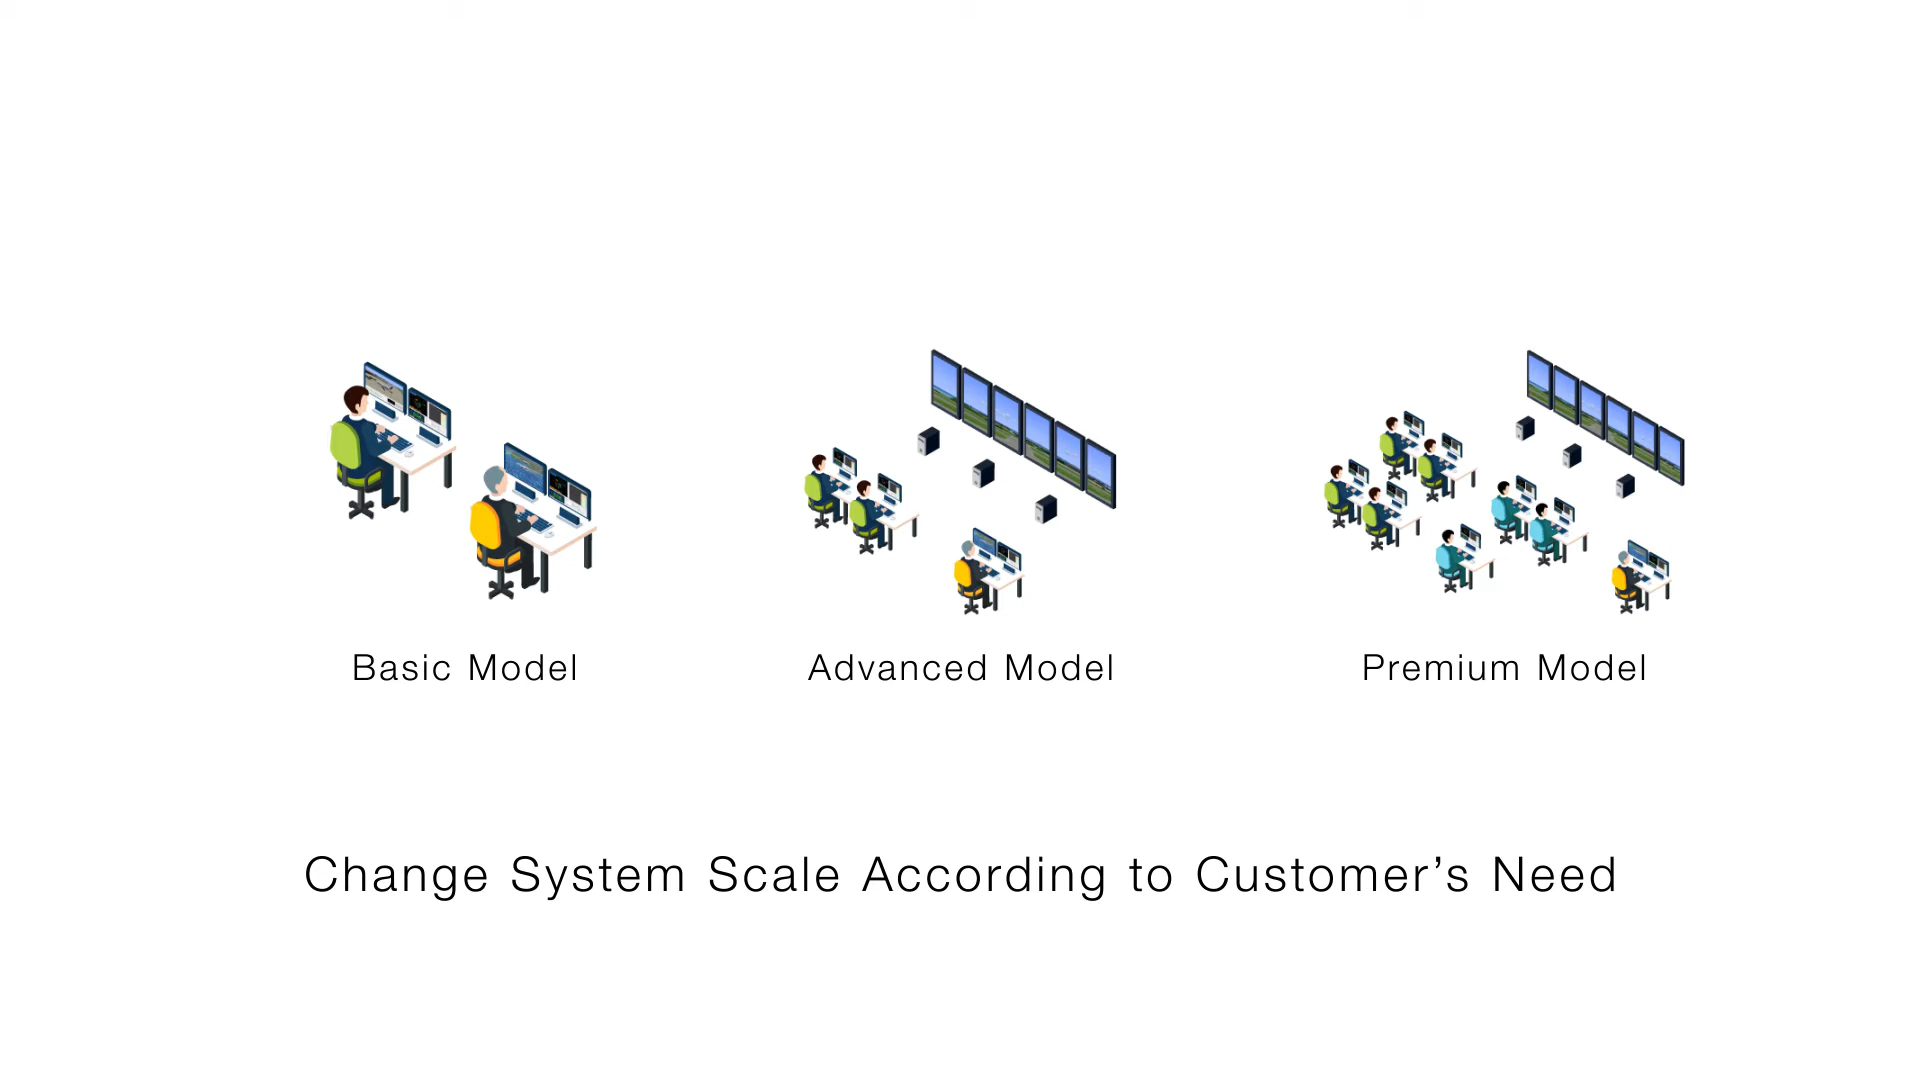 Basic Model
Advanced Model
Premium Model
Change System Scale According to Customer’s Need